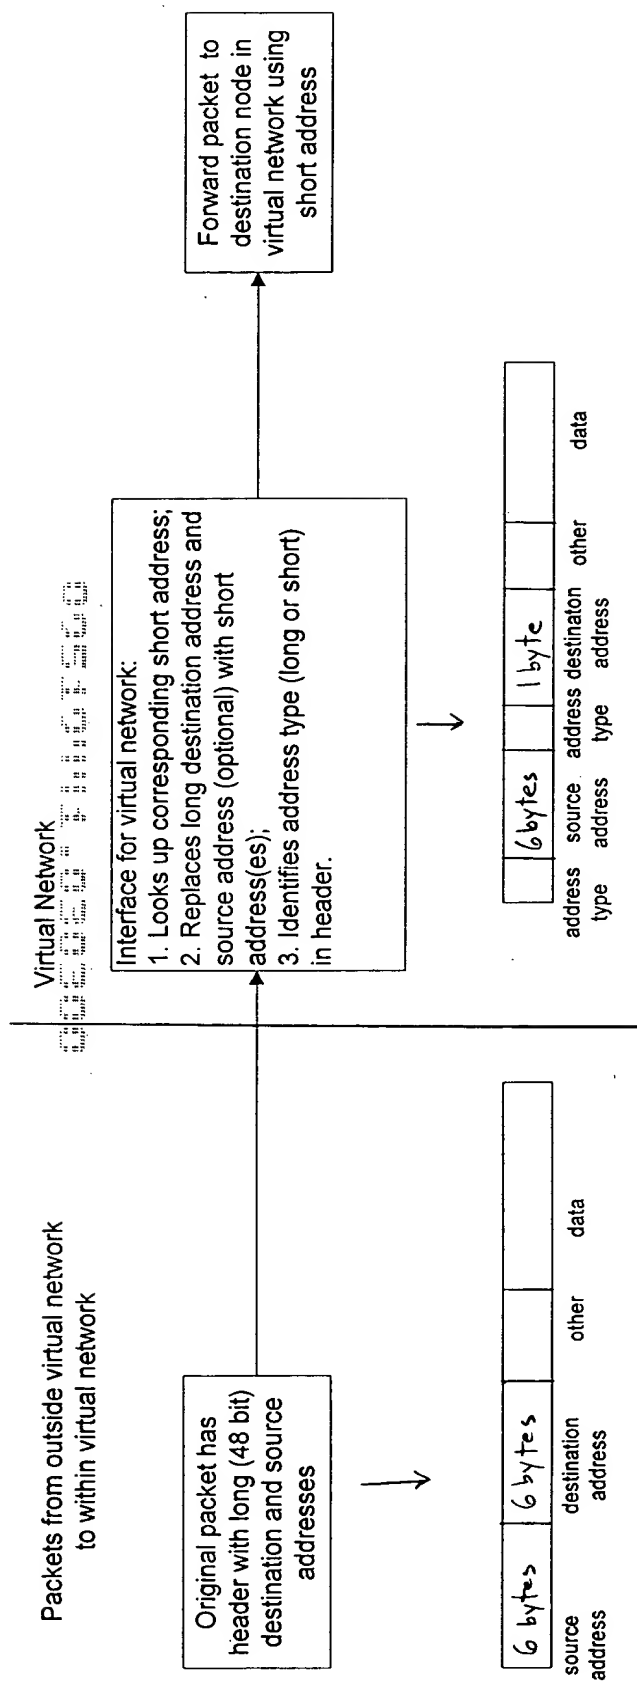 Packets from outside virtual network
to within virtual network
Virtual Network
Original packet has
header with long (48 bit)
destination and source
addresses
Interface for virtual network:
1. Looks up corresponding short address;
2. Replaces long destination address and
source address (optional) with short
address(es);
3. Identifies address type (long or short)
in header.
Forward packet to
destination node in
virtual network using
short address
6 bytes
6 bytes
source
address
destination
address
other
data
6 bytes
1 byte
address
type
source
address
address
type
destinaton
address
other
data